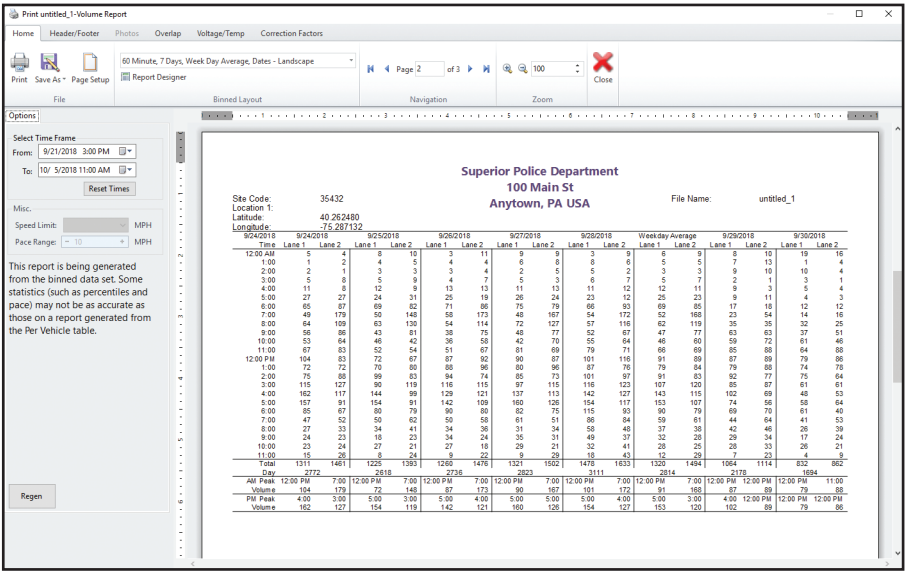 Print untitled_1-Volume Report
Home Header/Footer Photos Overlap Voltage/Temp Correction Factors
60 Minute, 7 Days, Week Day Average, Dates - Landscape
Report Designer
Print Save As Page Setup
Page 2 of 3
100
Close
File Binned Layout Navigation Zoom
Options
Select Time Frame
From: 9/21/2018 3:00 PM
To: 10/ 5/2018 11:00 AM
Reset Times
Misc.
Speed Limit: MPH
Pace Range: - 10 + MPH
This report is being generated
from the binned data set. Some
statistics (such as percentiles and
pace) may not be as accurate as
those on a report generated from
the Per Vehicle table.
Regen
Superior Police Department
100 Main St
Anytown, PA USA
Site Code: 35432 File Name: untitled_1
Location 1:
Latitude: 40.262480
Longitude: -75.287132
9/24/2018 9/24/2018 9/25/2018 9/26/2018 9/27/2018 9/28/2018 Weekday Average 9/29/2018 9/30/2018
Time Lane 1 Lane 2 Lane 1 Lane 2 Lane 1 Lane 2 Lane 1 Lane 2 Lane 1 Lane 2 Lane 1 Lane 2 Lane 1 Lane 2 Lane 1 Lane 2
12:00 AM 5 4 8 10 3 11 9 9 3 9 6 9 8 10 19 16
1:00 1 2 4 5 4 4 6 8 8 6 5 5 7 13 1 4
2:00 2 1 3 3 3 4 2 5 5 2 3 3 9 10 10 4
3:00 5 8 5 9 4 7 5 3 6 7 5 7 2 1 3 1
4:00 11 8 12 9 13 13 11 13 11 12 12 11 9 3 5 4
5:00 27 27 24 31 25 19 26 24 23 12 25 23 9 11 4 3
6:00 65 87 69 82 71 86 75 79 66 93 69 85 17 18 12 12
7:00 49 179 50 148 58 173 48 167 54 172 52 168 23 54 14 16
8:00 64 109 63 130 54 114 72 127 57 116 62 119 35 35 32 25
9:00 56 86 43 81 38 75 48 77 52 67 47 77 63 63 37 51
10:00 53 64 46 42 36 58 42 70 55 64 46 60 59 72 61 46
11:00 67 83 52 54 51 67 81 69 79 71 66 69 85 88 64 88
12:00 PM 104 83 72 67 87 92 90 87 101 116 91 89 87 89 79 86
1:00 72 72 70 80 88 96 80 96 87 76 79 84 79 88 74 78
2:00 75 88 99 83 94 74 85 73 101 97 91 83 92 77 75 64
3:00 115 127 90 119 116 115 97 115 116 123 107 120 85 87 61 61
4:00 162 117 144 99 129 121 137 113 142 127 143 115 102 69 48 53
5:00 157 91 154 91 142 109 160 126 154 117 153 107 74 56 58 64
6:00 85 67 80 79 90 80 82 75 115 93 90 79 69 70 61 40
7:00 47 52 50 62 50 58 61 51 86 84 59 61 44 64 41 53
8:00 27 33 34 41 34 36 31 34 58 48 37 38 42 46 26 39
9:00 24 23 18 23 34 24 35 31 49 37 32 28 29 34 17 24
10:00 23 24 27 21 27 18 29 21 32 41 28 25 28 33 26 21
11:00 15 26 8 24 9 22 9 29 18 43 12 29 7 23 4 9
Total 1311 1461 1225 1393 1260 1476 1321 1502 1478 1633 1320 1494 1064 1114 832 862
Day 2772 2618 2736 2823 3111 2814 2178 1694
AM Peak 12:00 PM 7:00 12:00 PM 7:00 12:00 PM 7:00 12:00 PM 7:00 12:00 PM 7:00 12:00 PM 7:00 12:00 PM 12:00 PM 12:00 PM 11:00
Volume 104 179 72 148 87 173 90 167 101 172 91 168 87 89 79 88
PM Peak 4:00 3:00 5:00 3:00 5:00 4:00 5:00 5:00 5:00 4:00 5:00 3:00 4:00 12:00 PM 12:00 PM 12:00 PM
Volume 162 127 154 119 142 121 160 126 154 127 153 120 102 89 79 86